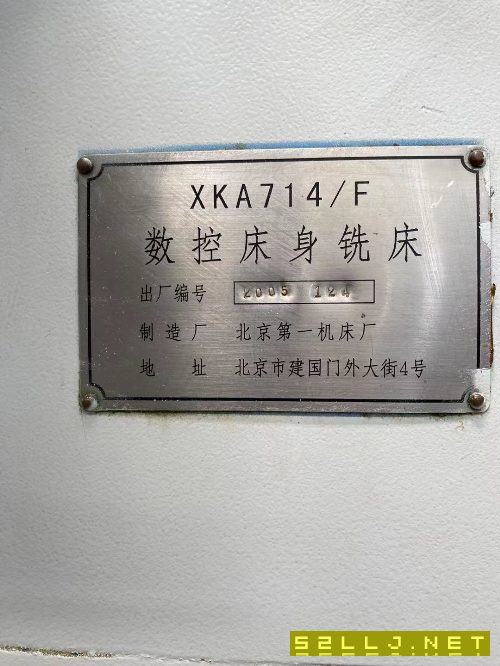 XKA714/F
数控床身铣床
出厂编号 2005 124
制造厂 北京第一机床厂
地址 北京市建国门外大街4号
52LLJ.NET